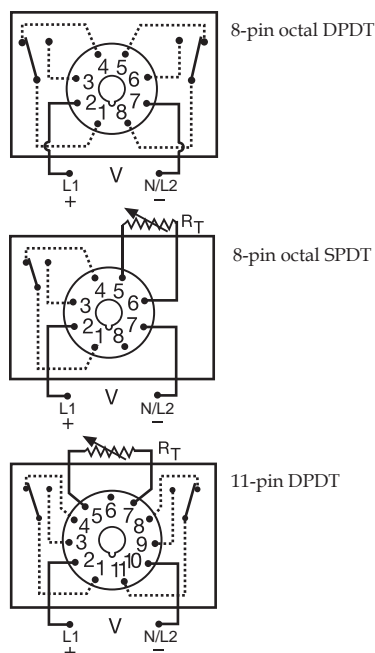 8-pin octal DPDT
4 5
3 6
2 7
1 8
L1 V N/L2
+ −
RT
8-pin octal SPDT
4 5
3 6
2 7
1 8
L1 V N/L2
+ −
RT
11-pin DPDT
5 6 7
4 8
3 9
2 10
1 11
L1 V N/L2
+ −